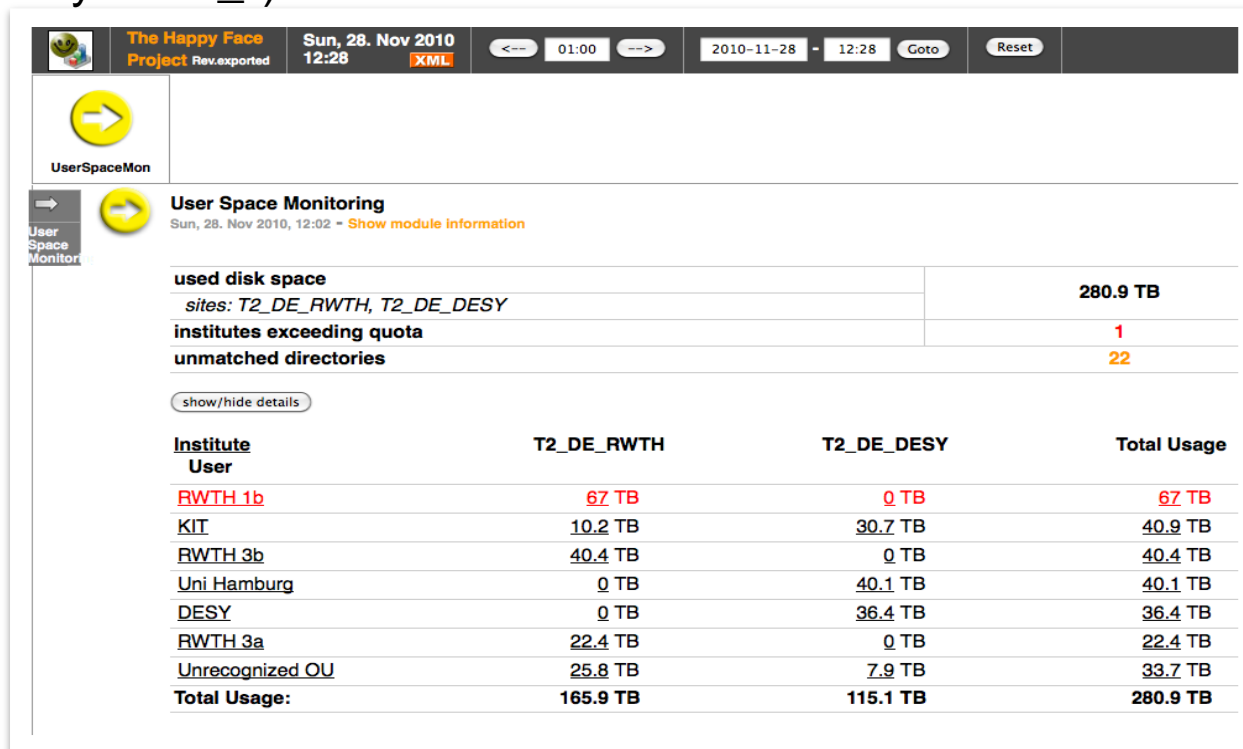 The Happy Face Project Rev.exported
Sun, 28. Nov 2010 12:28 XML
<-- 01:00 --> 2010-11-28 - 12:28 Goto Reset
UserSpaceMon
User Space Monitor
User Space Monitoring
Sun, 28. Nov 2010, 12:02 - Show module information
used disk space 280.9 TB
sites: T2_DE_RWTH, T2_DE_DESY
institutes exceeding quota 1
unmatched directories 22
show/hide details
Institute T2_DE_RWTH T2_DE_DESY Total Usage
User
RWTH 1b 67 TB 0 TB 67 TB
KIT 10.2 TB 30.7 TB 40.9 TB
RWTH 3b 40.4 TB 0 TB 40.4 TB
Uni Hamburg 0 TB 40.1 TB 40.1 TB
DESY 0 TB 36.4 TB 36.4 TB
RWTH 3a 22.4 TB 0 TB 22.4 TB
Unrecognized OU 25.8 TB 7.9 TB 33.7 TB
Total Usage: 165.9 TB 115.1 TB 280.9 TB